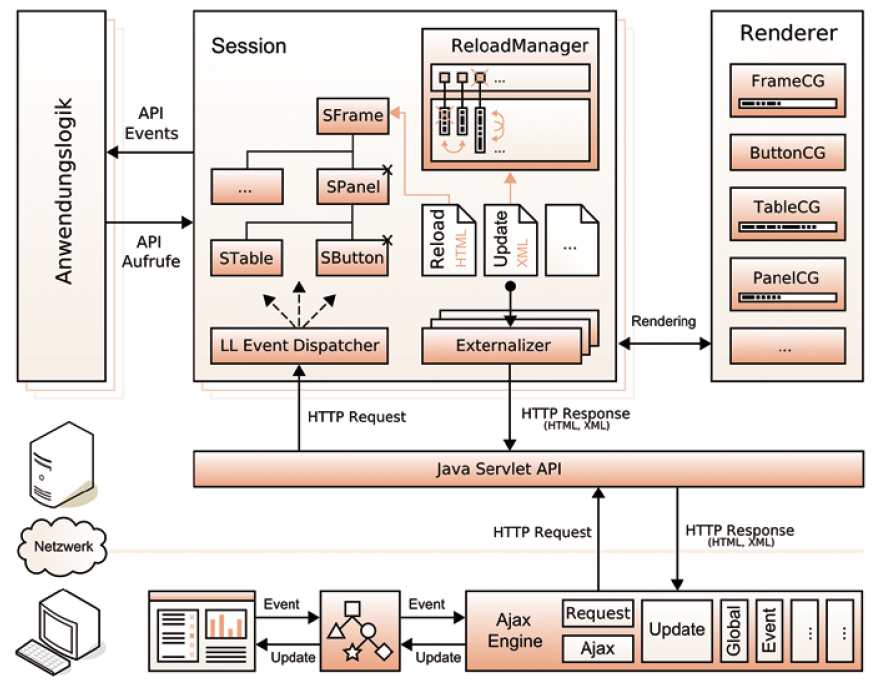 Anwendungslogik
API
Events
API
Aufrufe
Session
SFrame
...
SPanel
STable
SButton
LL Event Dispatcher
ReloadManager
...
...
Reload
HTML
Update
XML
...
Externalizer
Rendering
Renderer
FrameCG
ButtonCG
TableCG
PanelCG
...
HTTP Request
HTTP Response
(HTML, XML)
Java Servlet API
HTTP Request
HTTP Response
(HTML, XML)
Netzwerk
Event
Update
Event
Update
Ajax
Engine
Request
Ajax
Update
Global
Event
...
...